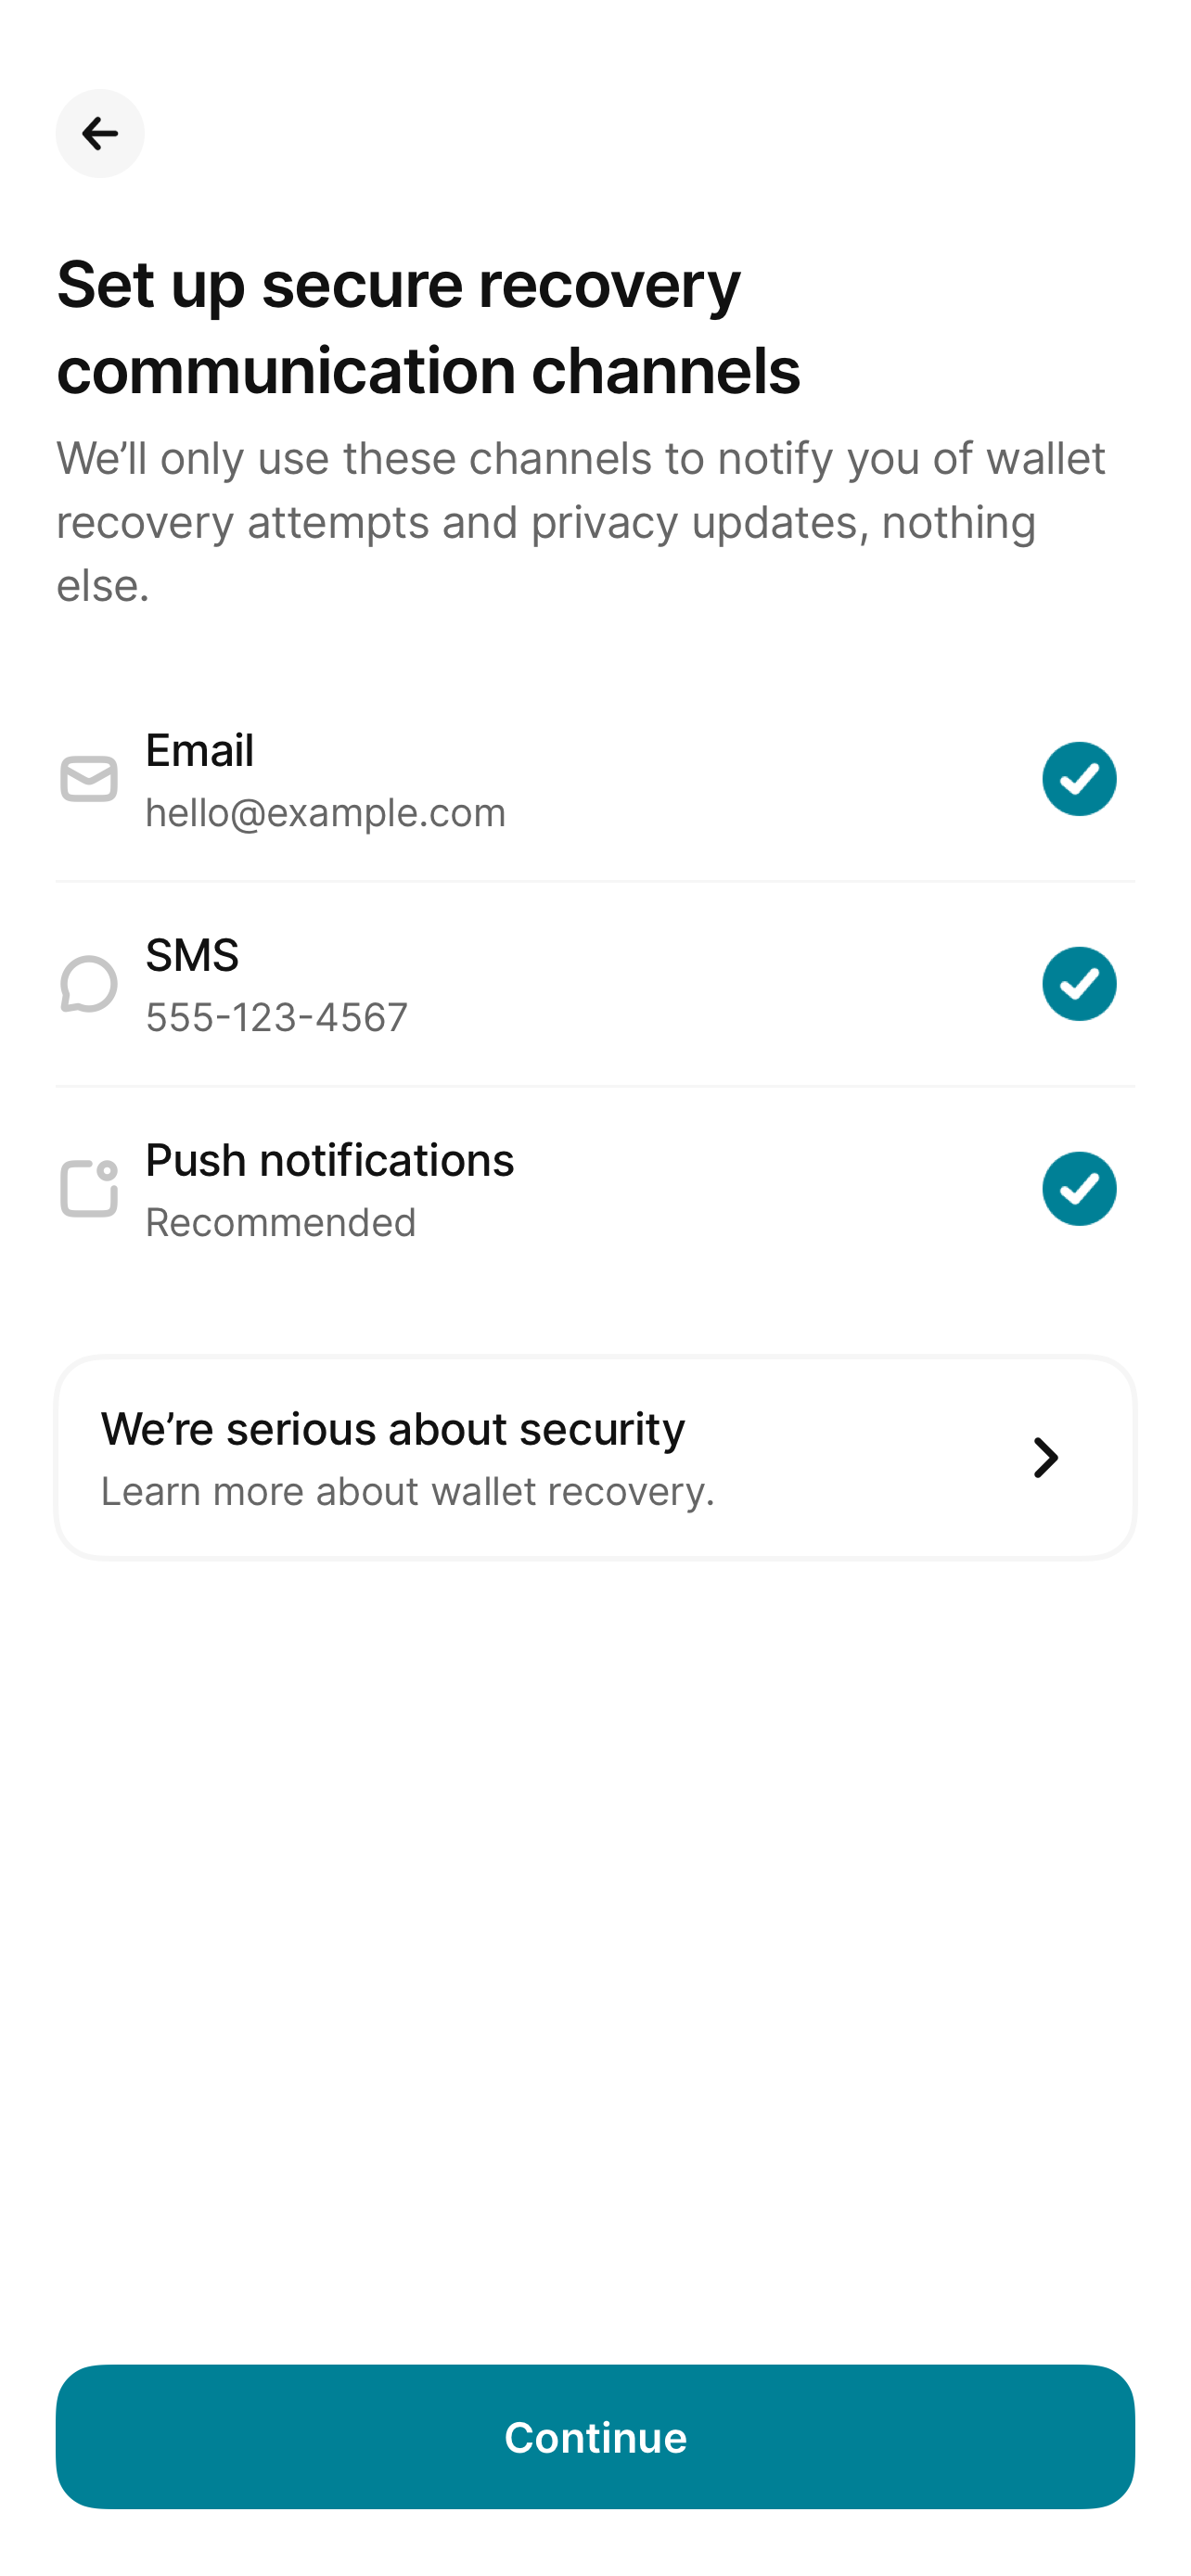 Set up secure recovery
communication channels
We’ll only use these channels to notify you of wallet
recovery attempts and privacy updates, nothing
else.
Email
hello@example.com
SMS
555-123-4567
Push notifications
Recommended
We’re serious about security
Learn more about wallet recovery.
Continue